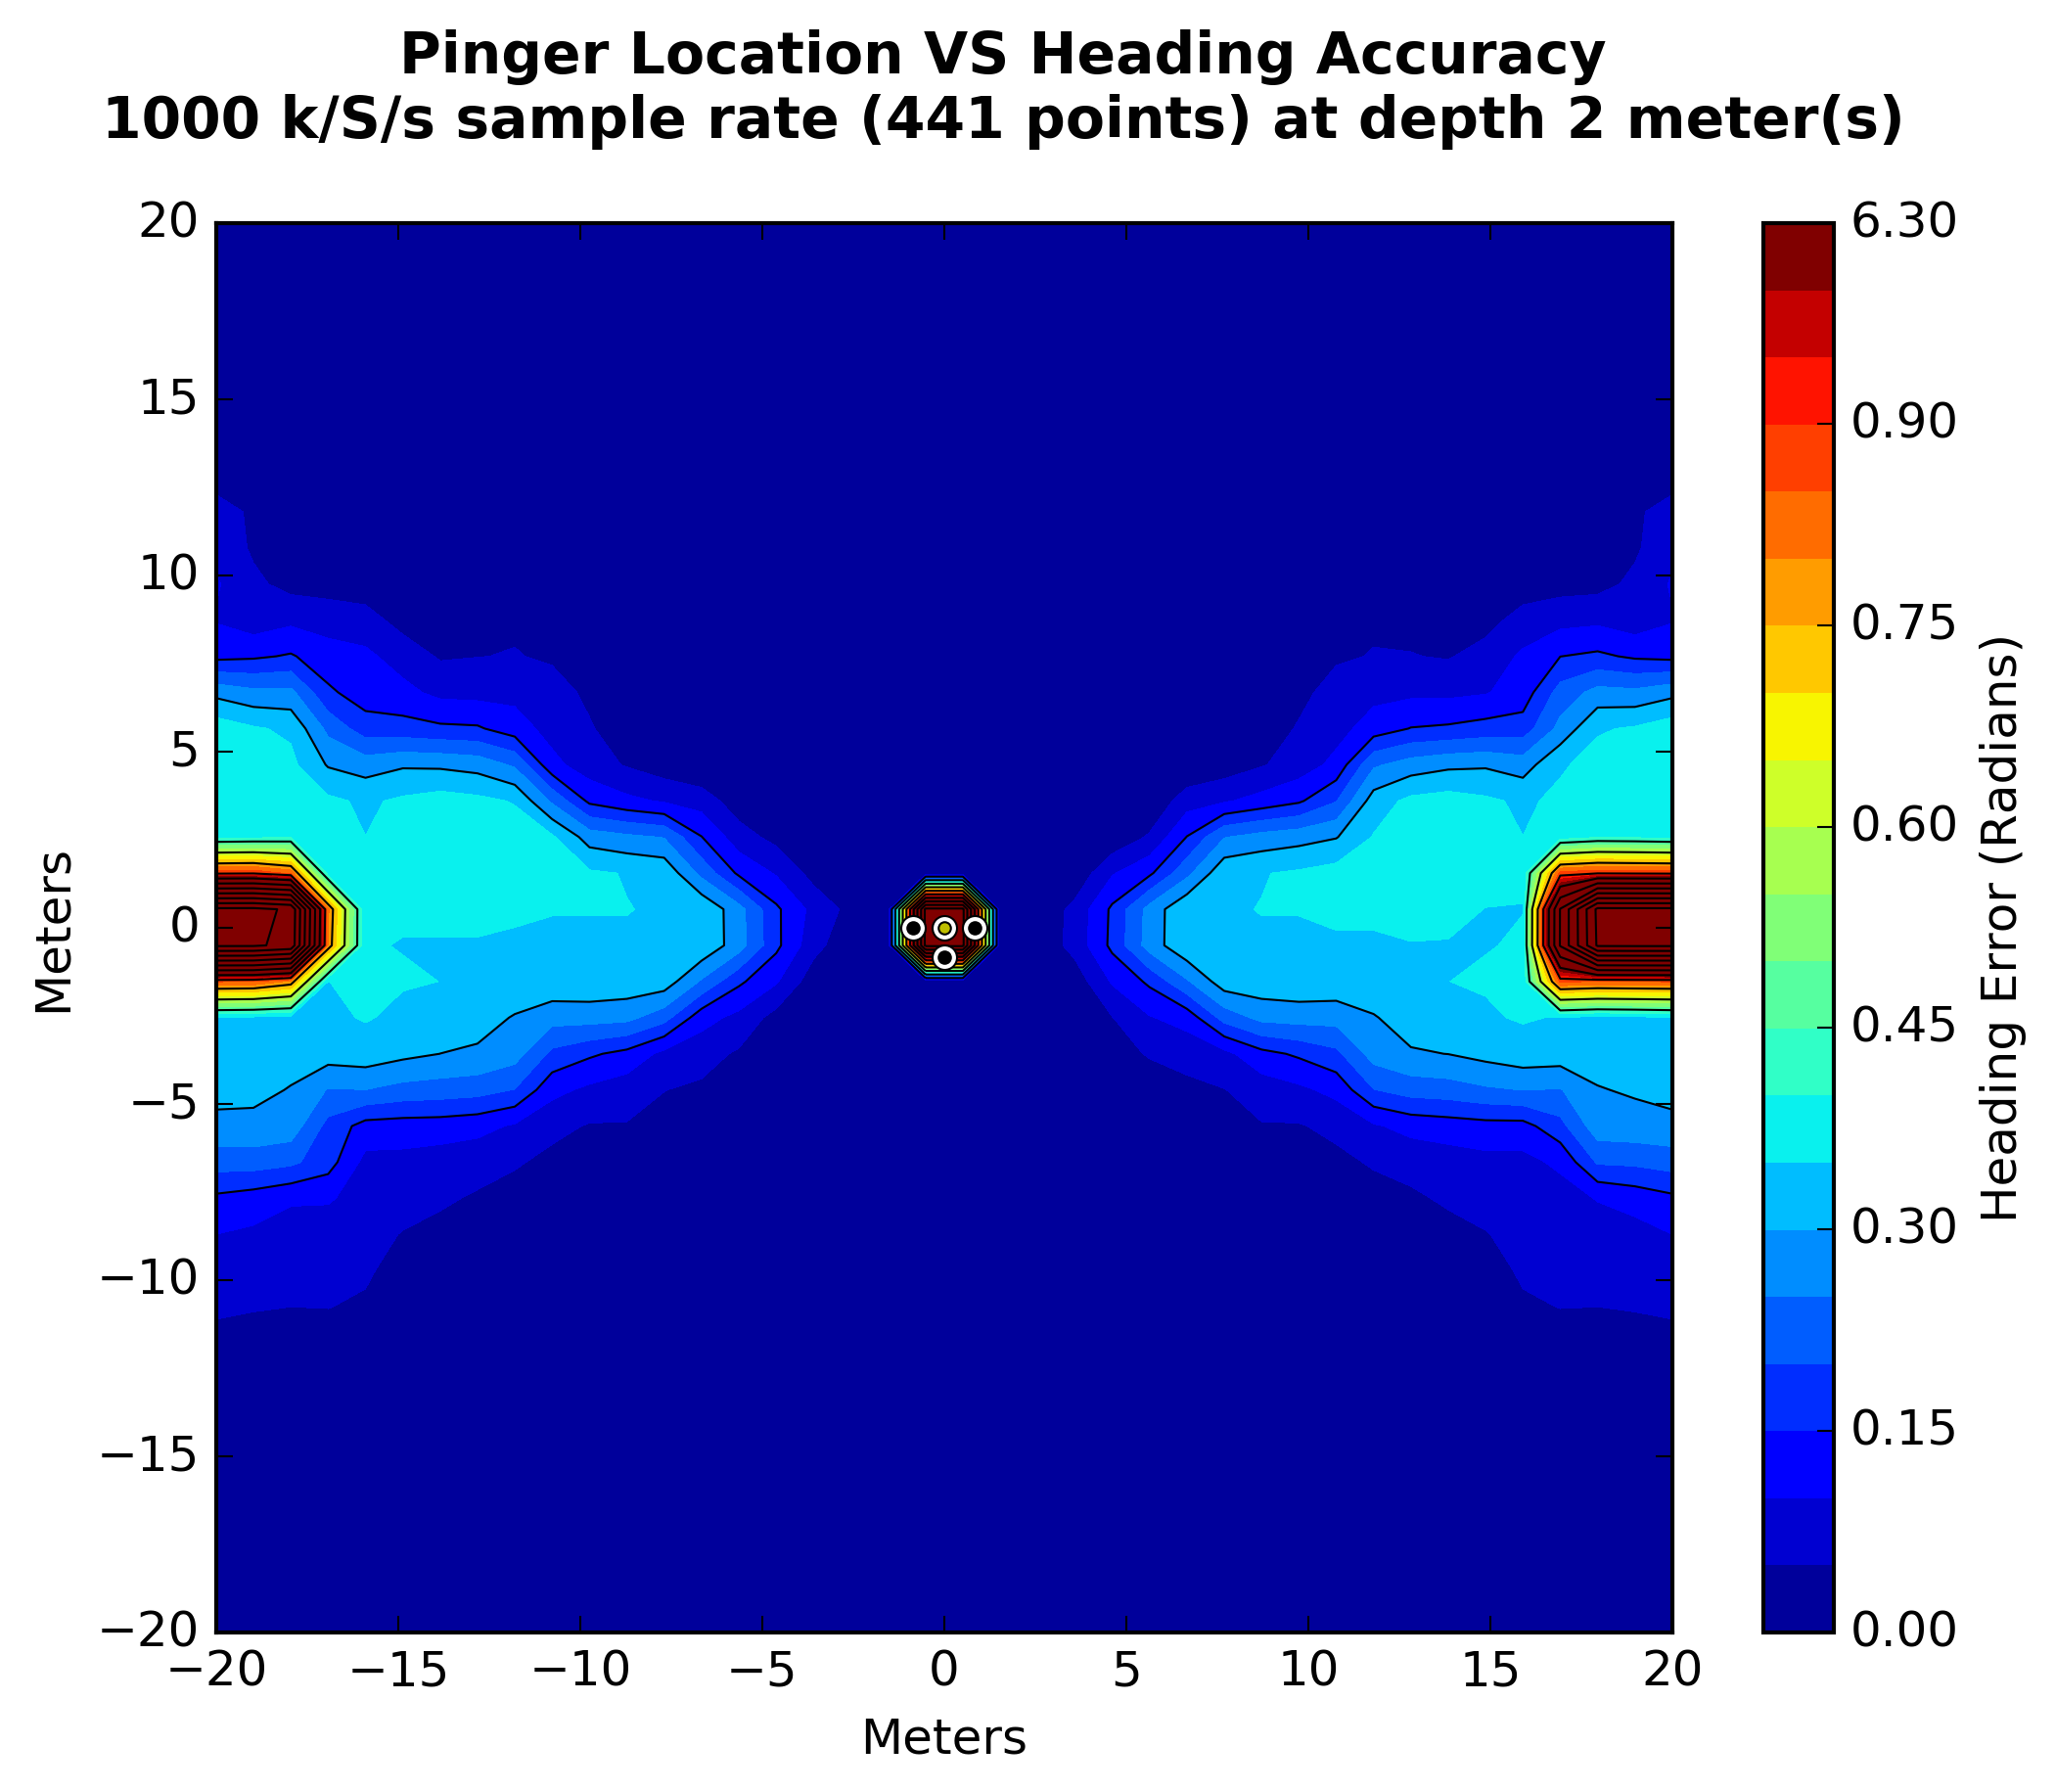 Pinger Location VS Heading Accuracy
1000 k/S/s sample rate (441 points) at depth 2 meter(s)
20
15
10
5
0
−5
−10
−15
−20
Meters
−20 −15 −10 −5 0 5 10 15 20
Meters
6.30
0.90
0.75
0.60
0.45
0.30
0.15
0.00
Heading Error (Radians)